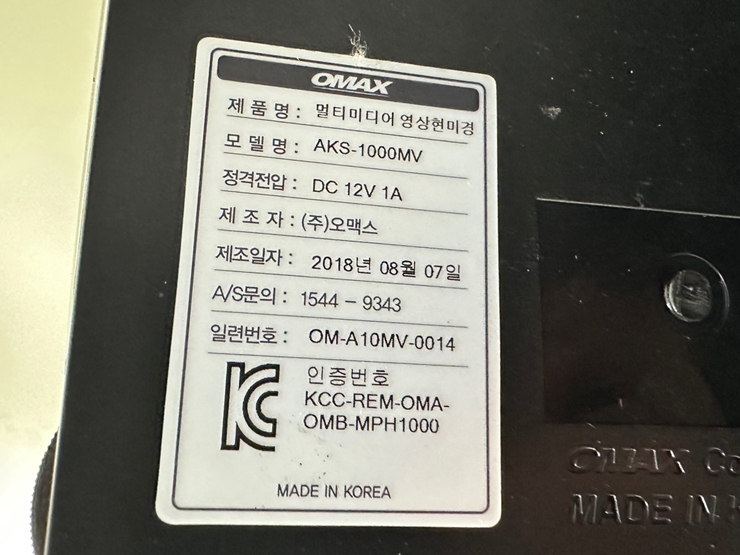 OMAX
제 품 명 : 멀티미디어 영상현미경
모 델 명 : AKS-1000MV
정격전압 : DC 12V 1A
제 조 자 : (주)오맥스
제조일자 : 2018년 08월 07일
A/S문의 : 1544 - 9343
일련번호 : OM-A10MV-0014
인증번호
KCC-REM-OMA-
OMB-MPH1000
MADE IN KOREA
OMAX
MADE IN